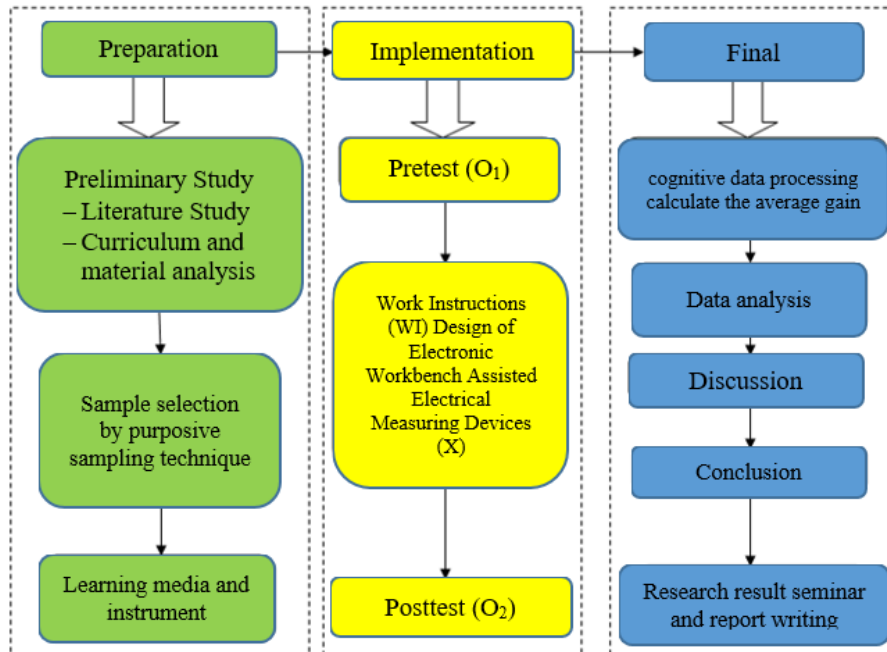 Preparation
Preliminary Study
– Literature Study
– Curriculum and
material analysis
Sample selection
by purposive
sampling technique
Learning media and
instrument
Implementation
Pretest (O₁)
Work Instructions
(WI) Design of
Electronic
Workbench Assisted
Electrical
Measuring Devices
(X)
Posttest (O₂)
Final
cognitive data processing
calculate the average gain
Data analysis
Discussion
Conclusion
Research result seminar
and report writing